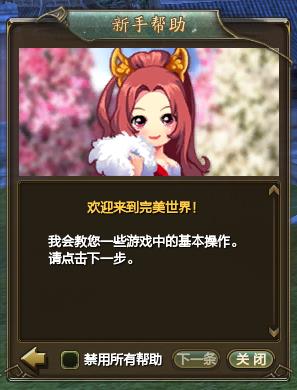 新手帮助
欢迎来到完美世界！
我会教您一些游戏中的基本操作。
请点击下一步。
禁用所有帮助 下一条 关闭